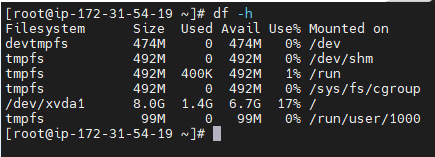 [root@ip-172-31-54-19 ~]# df -h
Filesystem      Size  Used Avail Use% Mounted on
devtmpfs        474M     0  474M   0% /dev
tmpfs           492M     0  492M   0% /dev/shm
tmpfs           492M  400K  492M   1% /run
tmpfs           492M     0  492M   0% /sys/fs/cgroup
/dev/xvda1      8.0G  1.4G  6.7G  17% /
tmpfs            99M     0   99M   0% /run/user/1000
[root@ip-172-31-54-19 ~]#